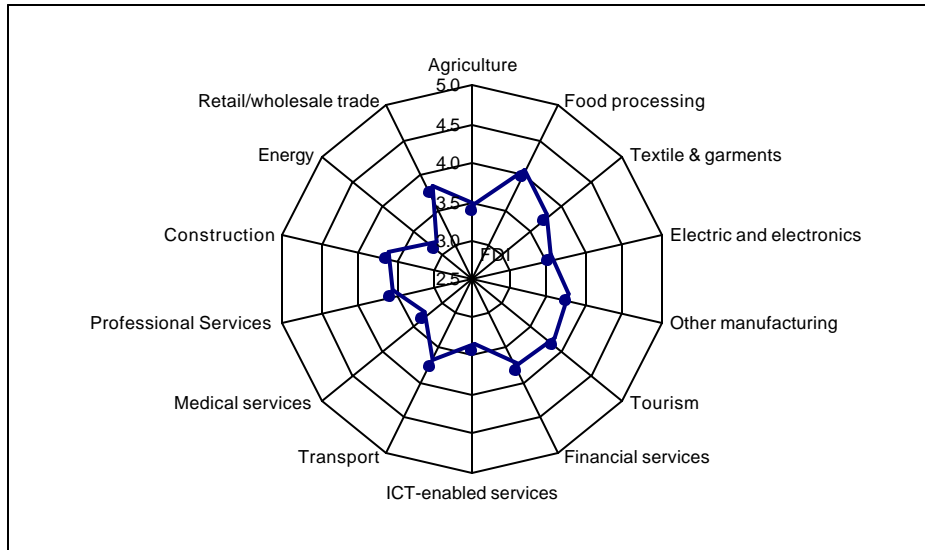 Agriculture
5.0
Retail/wholesale trade
Food processing
4.5
Energy
4.0
Textile & garments
3.5
Construction
3.0
Electric and electronics
FDI
2.5
Professional Services
Other manufacturing
Medical services
Tourism
Transport
Financial services
ICT-enabled services